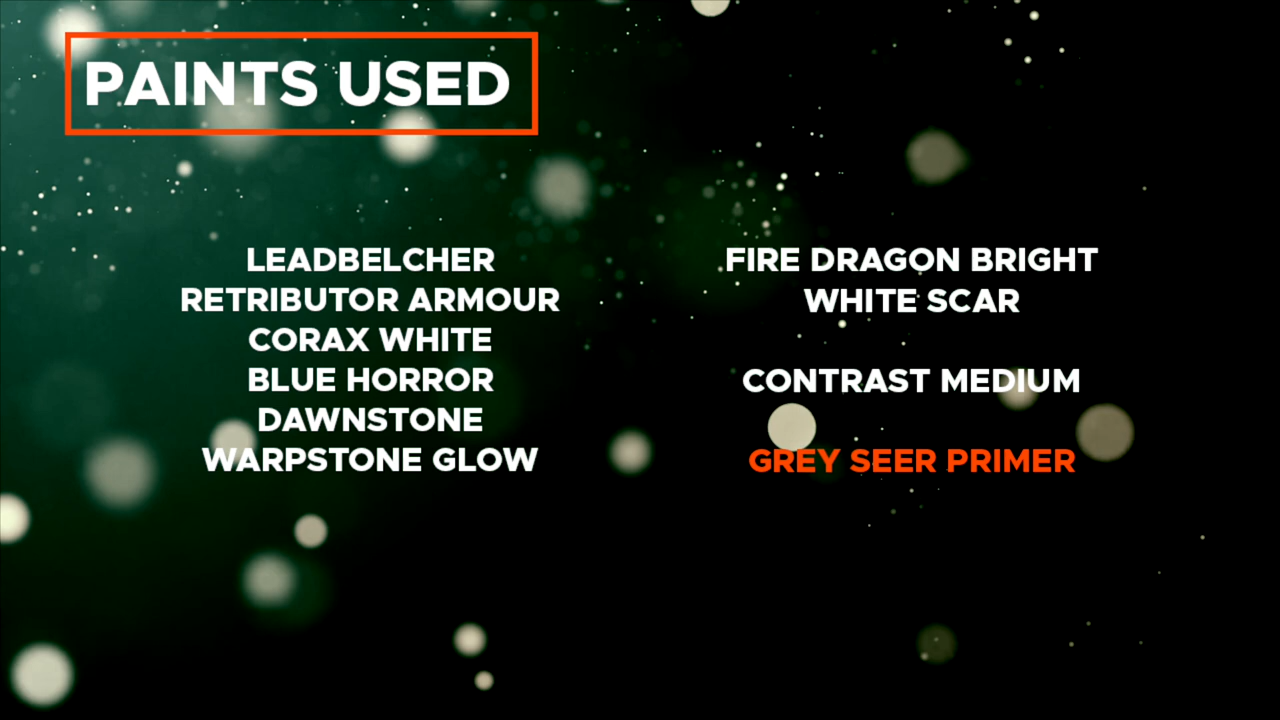 PAINTS USED
LEADBELCHER
RETRIBUTOR ARMOUR
CORAX WHITE
BLUE HORROR
DAWNSTONE
WARPSTONE GLOW
FIRE DRAGON BRIGHT
WHITE SCAR
CONTRAST MEDIUM
GREY SEER PRIMER